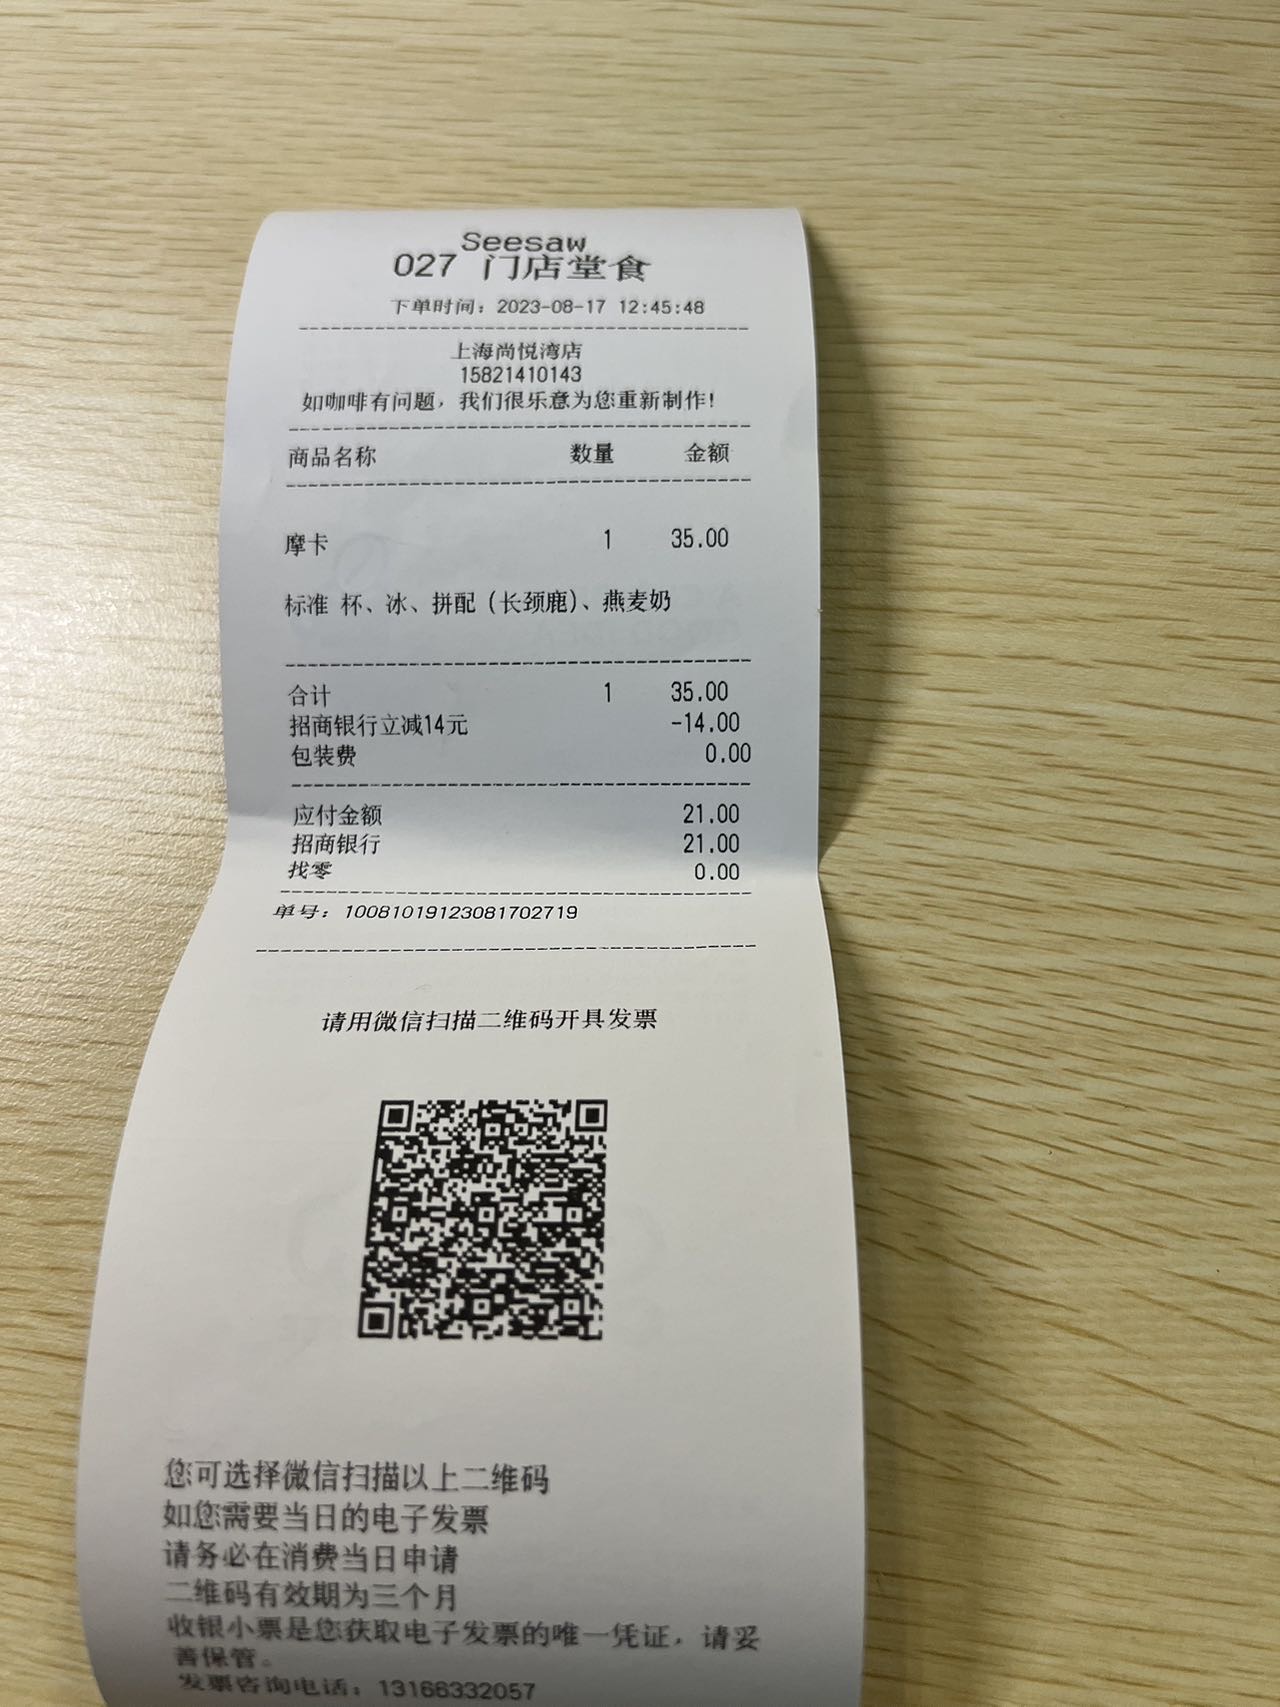 Seesaw
027 门店堂食
下单时间：2023-08-17 12:45:48
上海尚悦湾店
15821410143
如咖啡有问题，我们很乐意为您重新制作!
商品名称 数量 金额
摩卡 1 35.00
标准 杯、冰、拼配（长颈鹿）、燕麦奶
合计 1 35.00
招商银行立减14元 -14.00
包装费 0.00
应付金额 21.00
招商银行 21.00
找零 0.00
单号：10081019123081702719
请用微信扫描二维码开具发票
您可选择微信扫描以上二维码
如您需要当日的电子发票
请务必在消费当日申请
二维码有效期为三个月
收银小票是您获取电子发票的唯一凭证，请妥
善保管。
发票咨询电话：13166332057